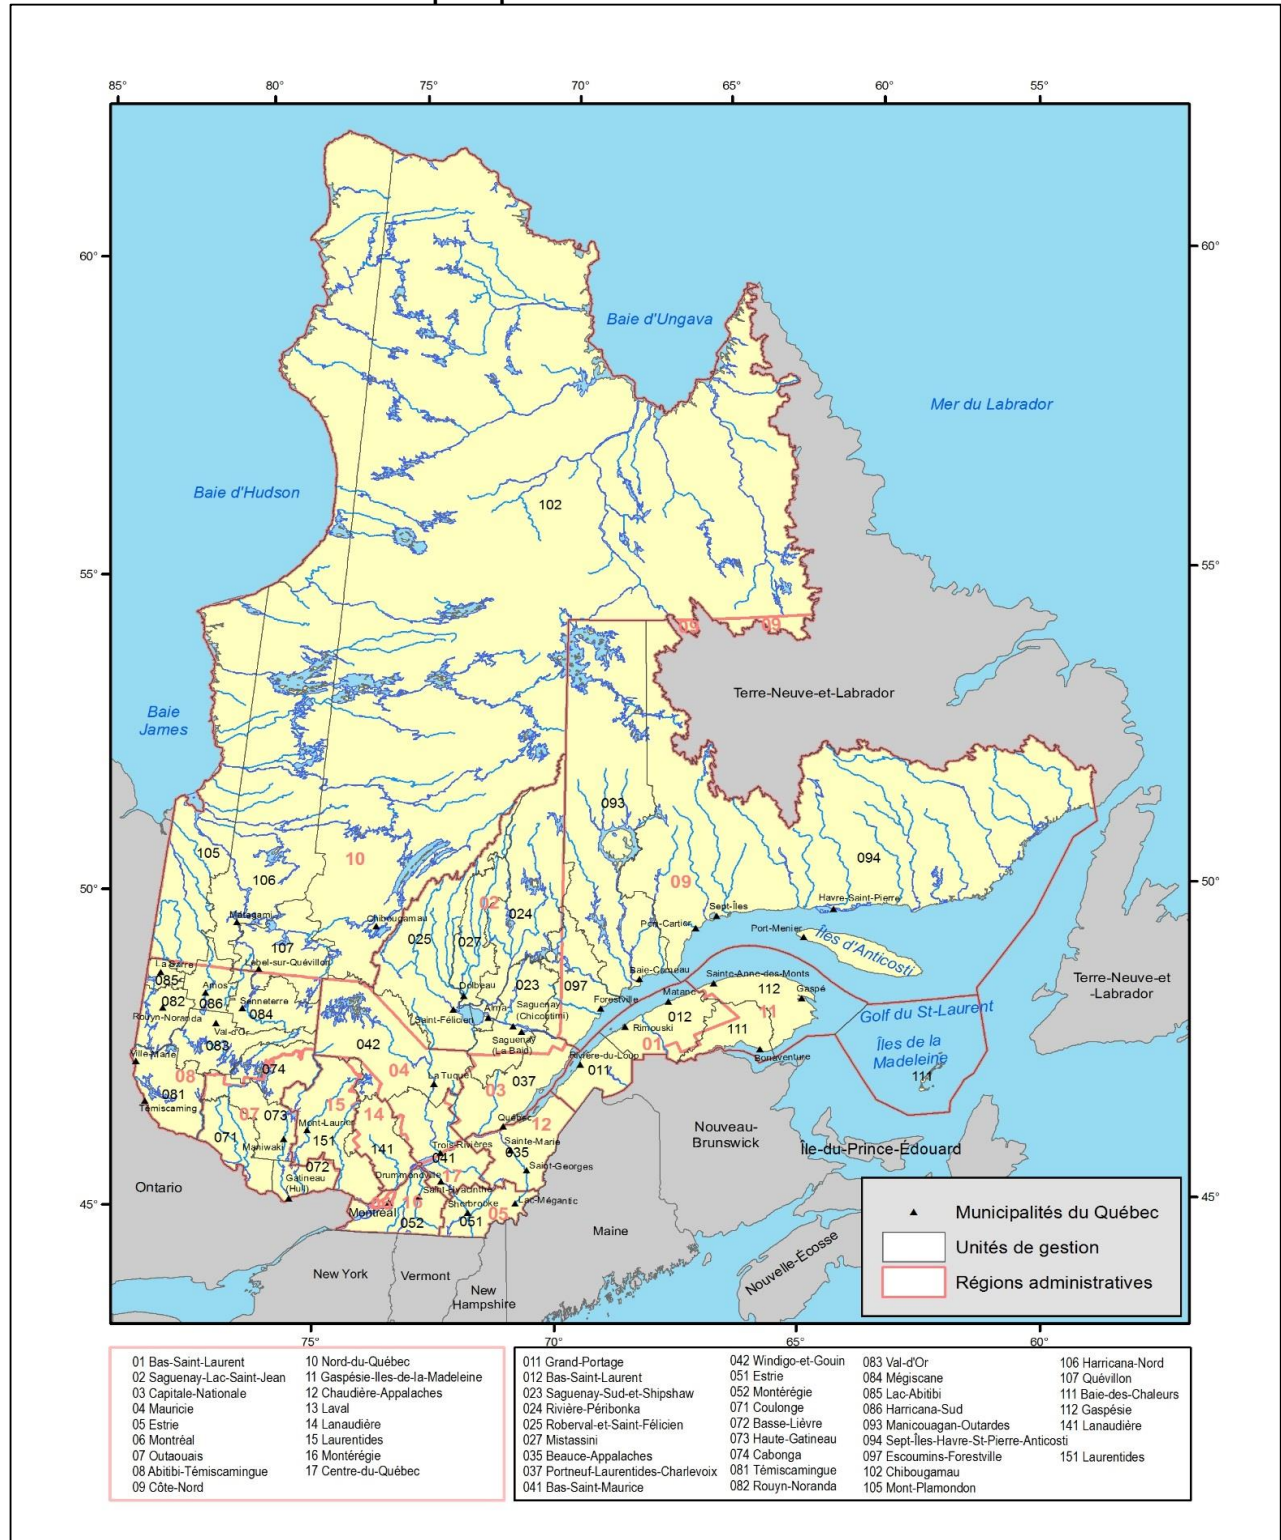 85° 80° 75° 70° 65° 60° 55°
60° 60°
Baie d'Ungava
Mer du Labrador
Baie d'Hudson
102
55° 55°
09 09
Terre-Neuve-et-Labrador
Baie
James
093
105
094
10
106
09
50° 50°
02
Havre-Saint-Pierre
024
Sept-Îles
Matagami
Chibougamau
Port-Cartier
Port-Menier
025
027
Îles d'Anticosti
107
Lebel-sur-Quévillon
La Sarre
Baie-Comeau
Sainte-Anne-des-Monts
Terre-Neuve-et
-Labrador
085
Amos
Dolbeau
023
097
112
082
086
Senneterre
Forestville
Matane
Gaspé
Saguenay
(Chicoutimi)
Alma
Saint-Félicien
Golf du St-Laurent
11
Rouyn-Noranda
084
012
Val-d'Or
Rimouski
111
Saguenay
(La Baie)
083
042
01
Îles de la
Madeleine
Ville-Marie
Rivière-du-Loup
Bonaventure
074
04
011
08
La Tuque
037
111
03
081
15
Témiscaming
07
073
14
Québec
12
Mont-Laurier
Nouveau-
Brunswick
071
Maniwaki
151
141
Trois-Rivières
Sainte-Marie
035
Île-du-Prince-Édouard
041
072
Saint-Georges
Gatineau
(Hull)
Drummondville
17
Ontario
Saint-Hyacinthe
45° 45°
16
Sherbrooke
Lac-Mégantic
Montréal
052
051
05
Maine
New York
Vermont
New
Hampshire
Nouvelle-Écosse
Municipalités du Québec
Unités de gestion
Régions administratives
75° 70° 65° 60°
01 Bas-Saint-Laurent
02 Saguenay-Lac-Saint-Jean
03 Capitale-Nationale
04 Mauricie
05 Estrie
06 Montréal
07 Outaouais
08 Abitibi-Témiscamingue
09 Côte-Nord
10 Nord-du-Québec
11 Gaspésie-Iles-de-la-Madeleine
12 Chaudière-Appalaches
13 Laval
14 Lanaudière
15 Laurentides
16 Montérégie
17 Centre-du-Québec
011 Grand-Portage
012 Bas-Saint-Laurent
023 Saguenay-Sud-et-Shipshaw
024 Rivière-Péribonka
025 Roberval-et-Saint-Félicien
027 Mistassini
035 Beauce-Appalaches
037 Portneuf-Laurentides-Charlevoix
041 Bas-Saint-Maurice
042 Windigo-et-Gouin
051 Estrie
052 Montérégie
071 Coulonge
072 Basse-Lièvre
073 Haute-Gatineau
074 Cabonga
081 Témiscamingue
082 Rouyn-Noranda
083 Val-d'Or
084 Mégiscane
085 Lac-Abitibi
086 Harricana-Sud
093 Manicouagan-Outardes
094 Sept-Îles-Havre-St-Pierre-Anticosti
097 Escoumins-Forestville
102 Chibougamau
105 Mont-Plamondon
106 Harricana-Nord
107 Quévillon
111 Baie-des-Chaleurs
112 Gaspésie
141 Lanaudière
151 Laurentides